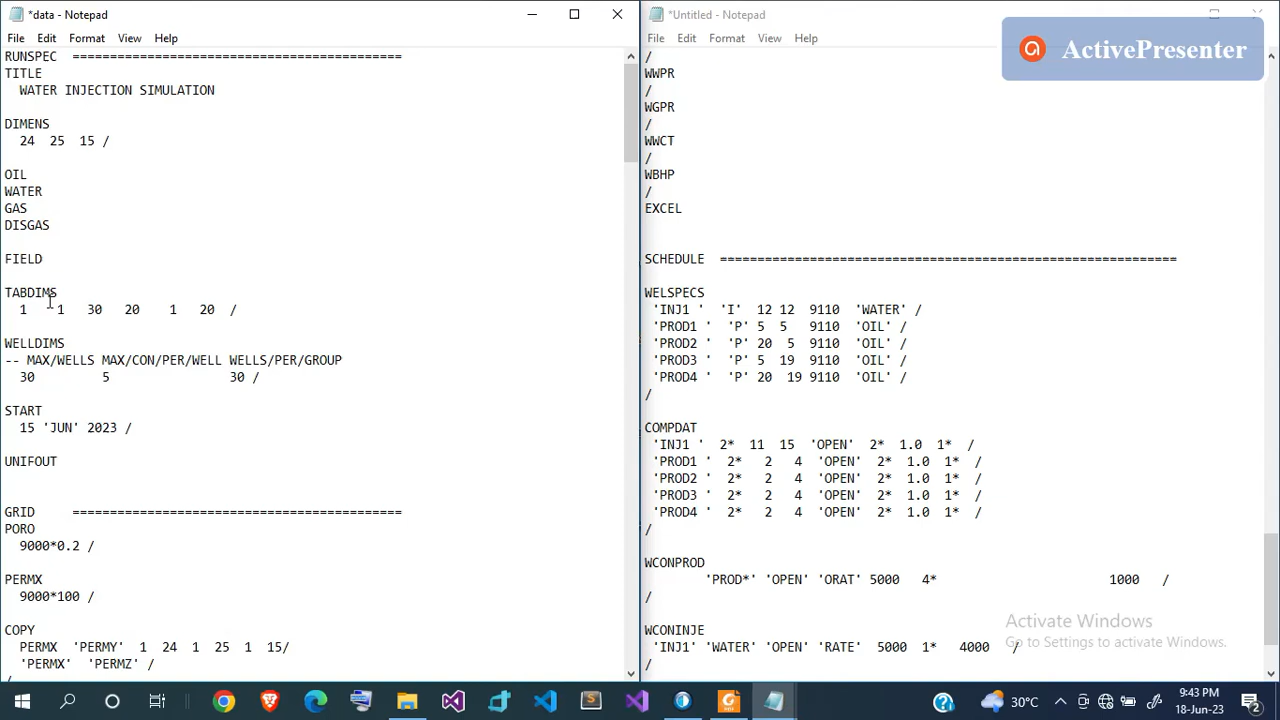 *data - Notepad
File Edit Format View Help
RUNSPEC ============================================
TITLE
WATER INJECTION SIMULATION
DIMENS
24 25 15 /
OIL
WATER
GAS
DISGAS
FIELD
TABDIMS
1 1 30 20 1 20 /
WELLDIMS
-- MAX/WELLS MAX/CON/PER/WELL WELLS/PER/GROUP
30 5 30 /
START
15 'JUN' 2023 /
UNIFOUT
GRID ============================================
PORO
9000*0.2 /
PERMX
9000*100 /
COPY
PERMX 'PERMY' 1 24 1 25 1 15/
'PERMX' 'PERMZ' /
/
*Untitled - Notepad
File Edit Format View Help
ActivePresenter
/
WWPR
/
WGPR
/
WWCT
/
WBHP
/
EXCEL
SCHEDULE =============================================================
WELSPECS
'INJ1 ' 'I' 12 12 9110 'WATER' /
'PROD1 ' 'P' 5 5 9110 'OIL' /
'PROD2 ' 'P' 20 5 9110 'OIL' /
'PROD3 ' 'P' 5 19 9110 'OIL' /
'PROD4 ' 'P' 20 19 9110 'OIL' /
/
COMPDAT
'INJ1 ' 2* 11 15 'OPEN' 2* 1.0 1* /
'PROD1 ' 2* 2 4 'OPEN' 2* 1.0 1* /
'PROD2 ' 2* 2 4 'OPEN' 2* 1.0 1* /
'PROD3 ' 2* 2 4 'OPEN' 2* 1.0 1* /
'PROD4 ' 2* 2 4 'OPEN' 2* 1.0 1* /
/
WCONPROD
'PROD*' 'OPEN' 'ORAT' 5000 4* 1000 /
/
WCONINJE
'INJ1' 'WATER' 'OPEN' 'RATE' 5000 1* 4000 /
/
Activate Windows
Go to Settings to activate Windows.
30°C
9:43 PM
18-Jun-23
2